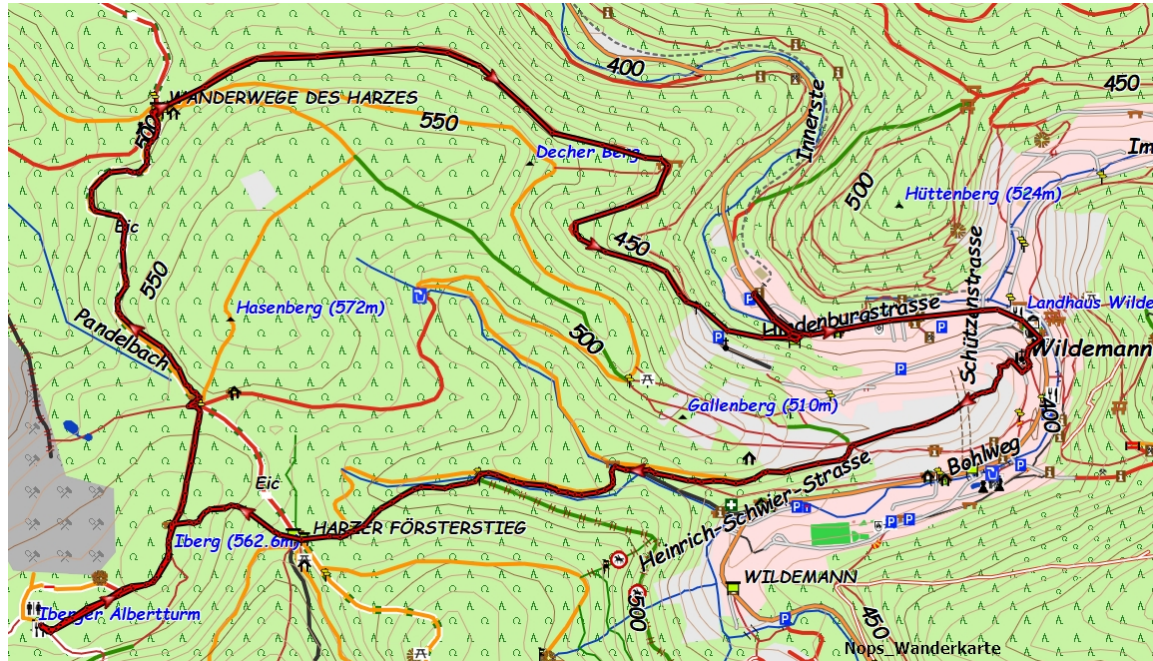 400
450
WANDERWEGE DES HARZES
500
550
Innerste
Im
Decher Berg
500
Hüttenberg (524m)
Eic
450
Schützenstrasse
550
Hasenberg (572m)
Hindenburgstrasse
Landhaus Wilde
Pandelbach
500
Wildemann
Gallenberg (510m)
400
Bohlweg
Heinrich-Schwier-Strasse
Eic
HARZER FÖRSTERSTIEG
Iberg (562.6m)
WILDEMANN
Iberger Albertturm
500
450
Nops_Wanderkarte